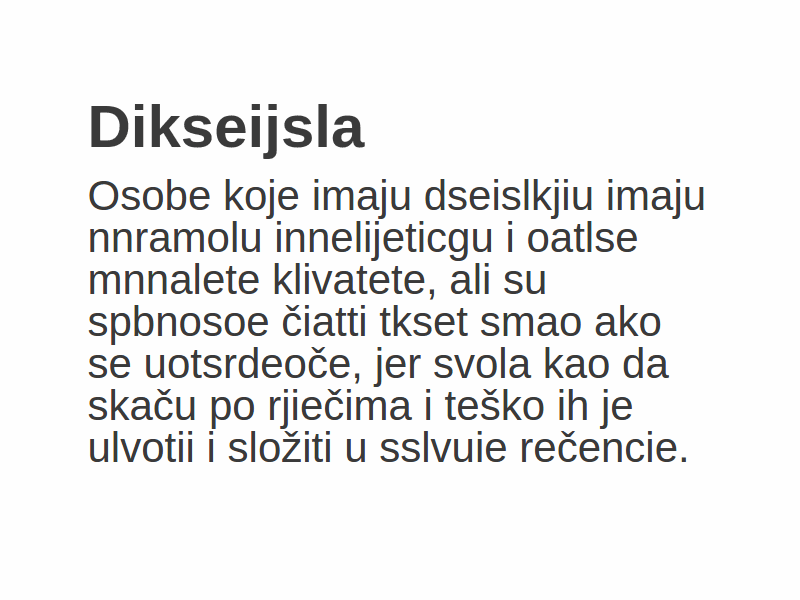 Dikseijsla
Osobe koje imaju dseislkjiu imaju
nnramolu innelijeticgu i oatlse
mnnalete klivatete, ali su
spbnosoe čiatti tkset smao ako
se uotsrdeoče, jer svola kao da
skaču po rjiečima i teško ih je
ulvotii i složiti u sslvuie rečencie.